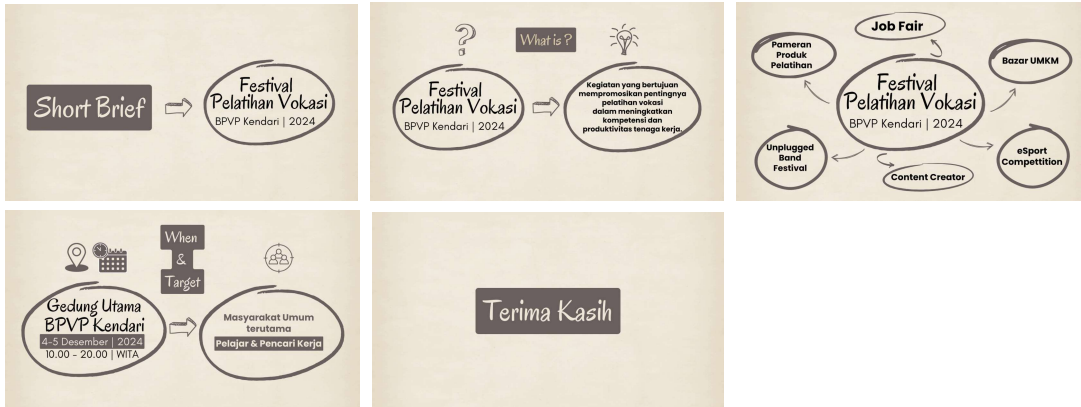 Short Brief
Festival
Pelatihan Vokasi
BPVP Kendari | 2024
What is ?
Festival
Pelatihan Vokasi
BPVP Kendari | 2024
Kegiatan yang bertujuan
mempromosikan pentingnya
pelatihan vokasi
dalam meningkatkan
kompetensi dan
produktivitas tenaga kerja.
Job Fair
Pameran
Produk
Pelatihan
Bazar UMKM
Festival
Pelatihan Vokasi
BPVP Kendari | 2024
Unplugged
Band
Festival
Content Creator
eSport
Compettition
When
&
Target
Gedung Utama
BPVP Kendari
4-5 Desember | 2024
10.00 - 20.00 | WITA
Masyarakat Umum
terutama
Pelajar & Pencari Kerja
Terima Kasih